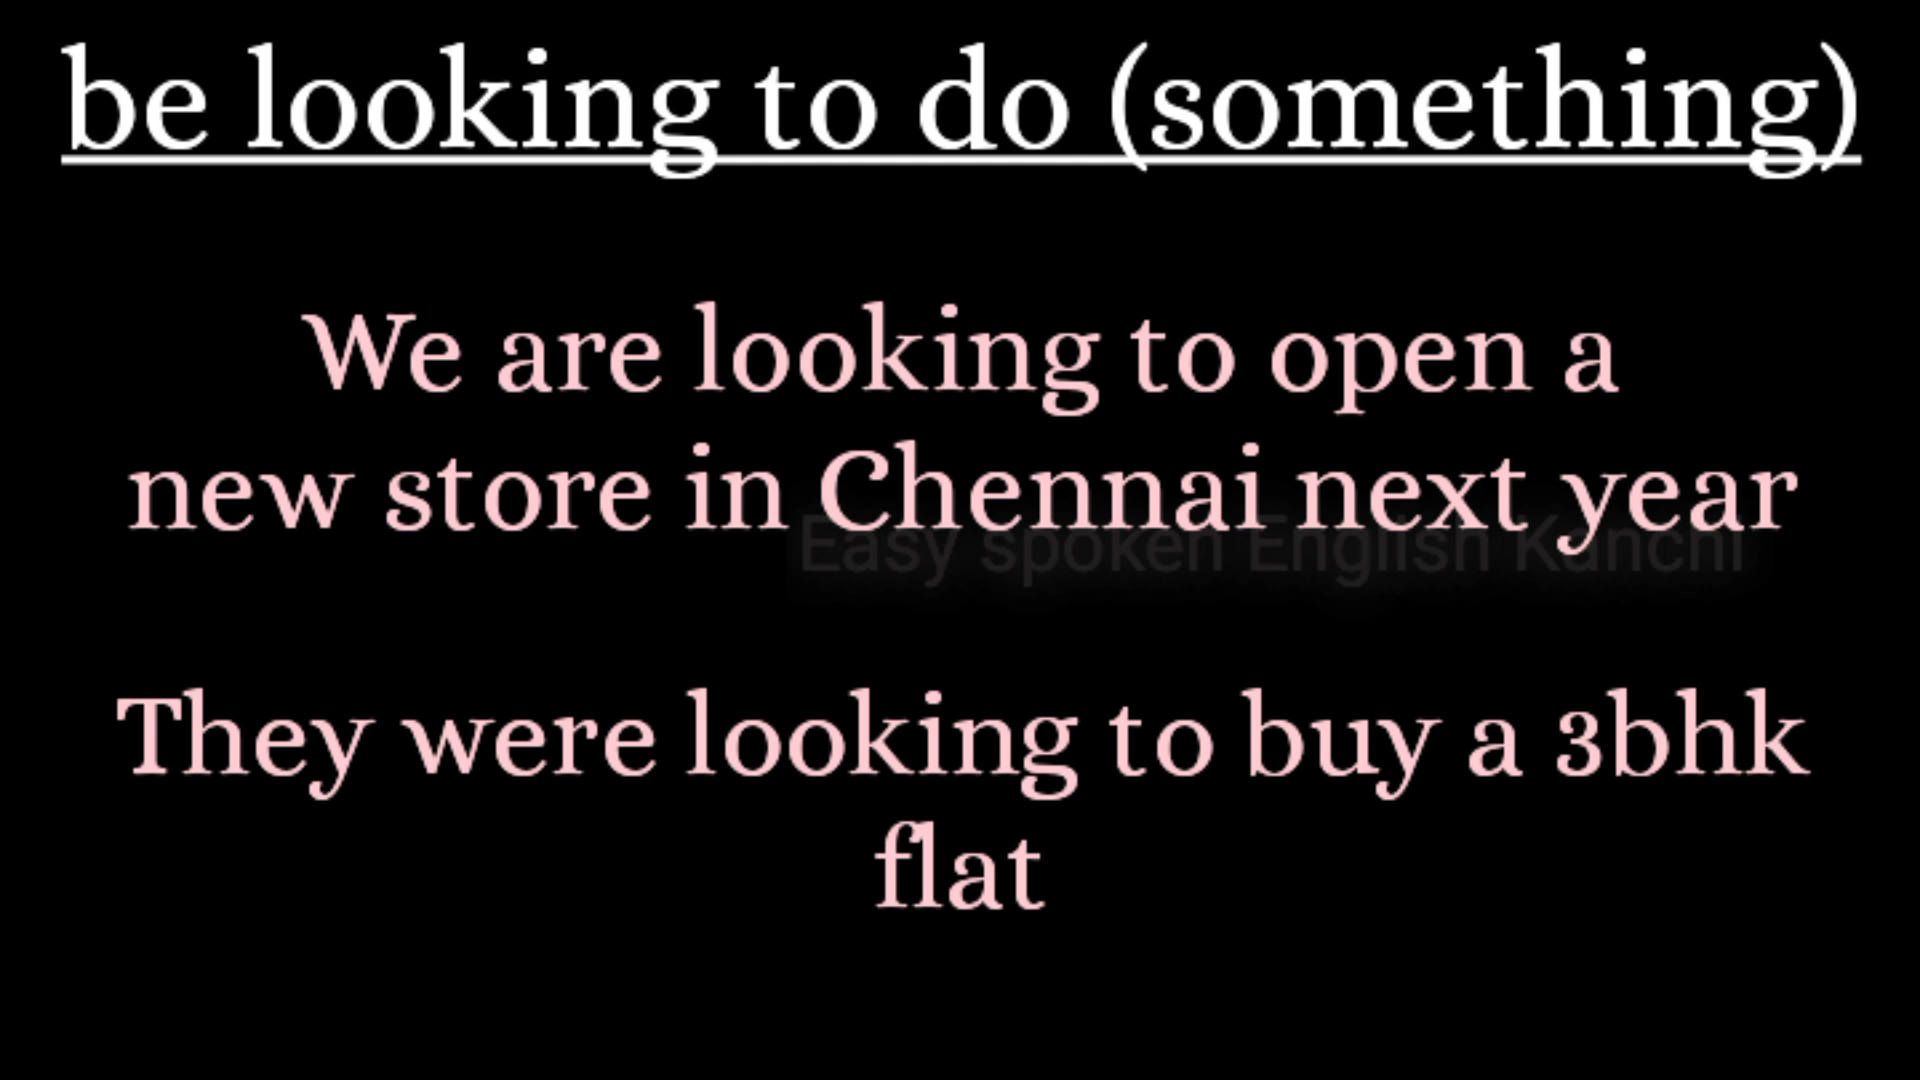 be looking to do (something)
We are looking to open a
new store in Chennai next year
Easy spoken English Kanchi
They were looking to buy a 3bhk
flat